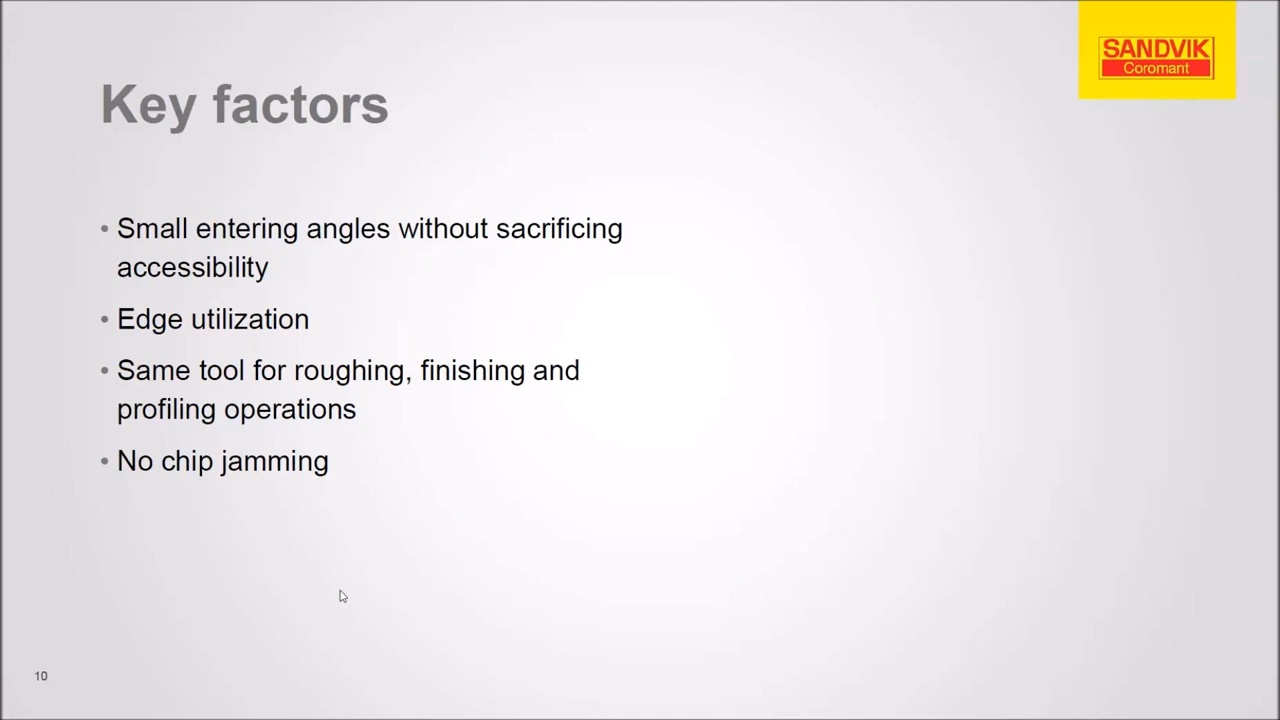 SANDVIK
Coromant
Key factors
• Small entering angles without sacrificing
accessibility
• Edge utilization
• Same tool for roughing, finishing and
profiling operations
• No chip jamming
10